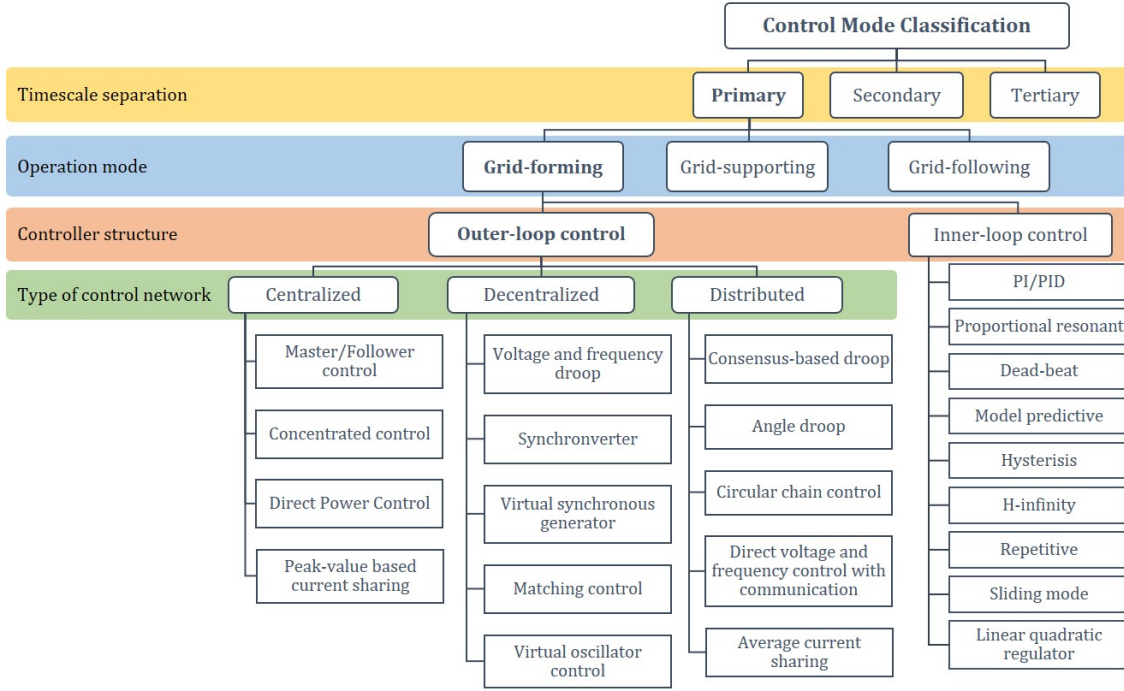 Control Mode Classification
Timescale separation
Primary
Secondary
Tertiary
Operation mode
Grid-forming
Grid-supporting
Grid-following
Controller structure
Outer-loop control
Inner-loop control
Type of control network
Centralized
Decentralized
Distributed
Master/Follower
control
Concentrated control
Direct Power Control
Peak-value based
current sharing
Voltage and frequency
droop
Synchronverter
Virtual synchronous
generator
Matching control
Virtual oscillator
control
Consensus-based droop
Angle droop
Circular chain control
Direct voltage and
frequency control with
communication
Average current
sharing
PI/PID
Proportional resonant
Dead-beat
Model predictive
Hysterisis
H-infinity
Repetitive
Sliding mode
Linear quadratic
regulator